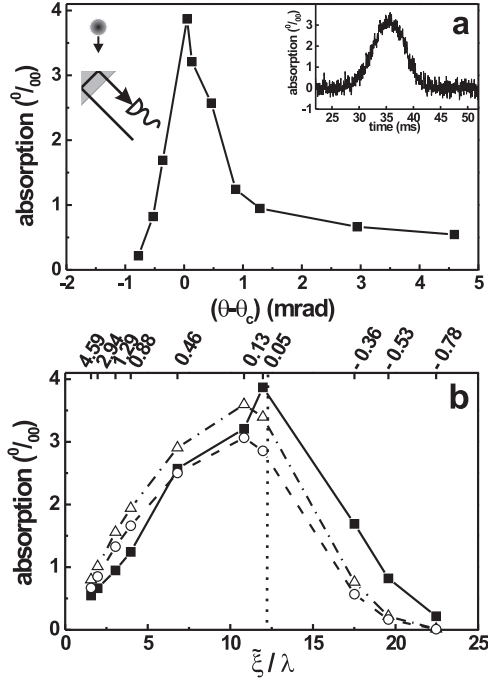 a
absorption (⁰/₀₀)
4
3
2
1
0
-2 -1 0 1 2 3 4 5
(θ-θc) (mrad)
absorption (⁰/₀₀)
4
3
2
1
0
-1
25 30 35 40 45 50
time (ms)
4.59 2.94 1.29 0.88 0.46 0.13 0.05 - 0.36 - 0.53 - 0.78
b
absorption (⁰/₀₀)
4
3
2
1
0
0 5 10 15 20 25
ξ̃ / λ